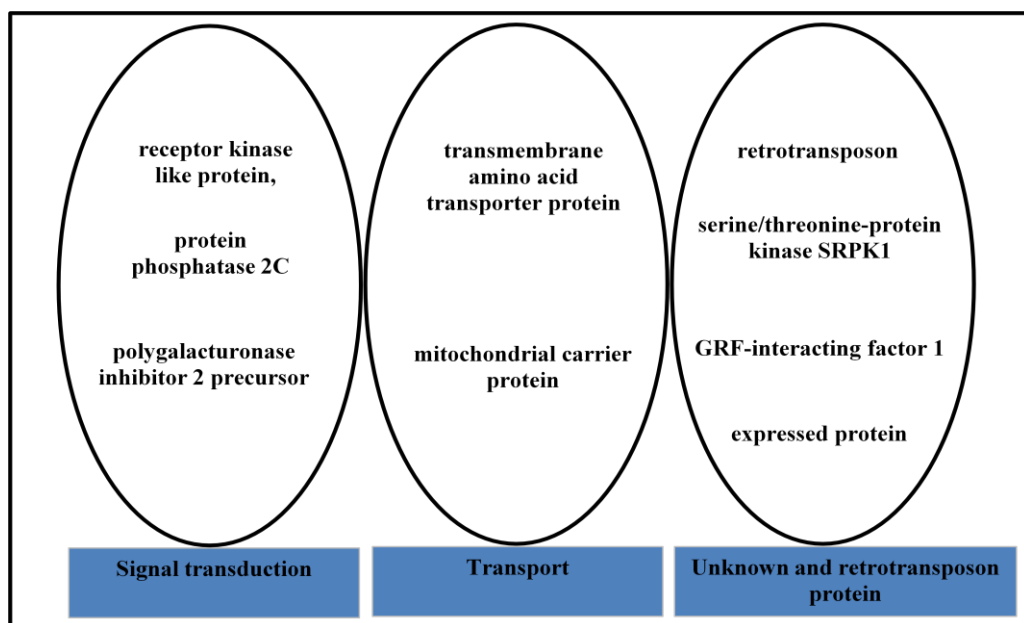 receptor kinase
like protein,
protein
phosphatase 2C
polygalacturonase
inhibitor 2 precursor
Signal transduction
transmembrane
amino acid
transporter protein
mitochondrial carrier
protein
Transport
retrotransposon
serine/threonine-protein
kinase SRPK1
GRF-interacting factor 1
expressed protein
Unknown and retrotransposon
protein